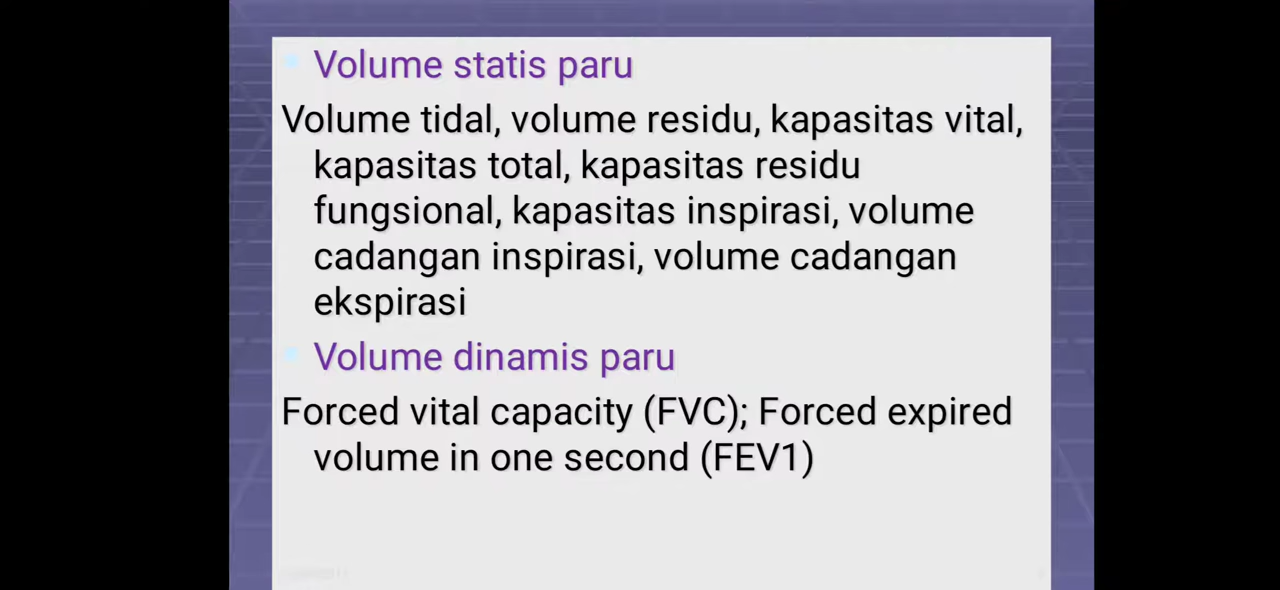 Volume statis paru
Volume tidal, volume residu, kapasitas vital,
kapasitas total, kapasitas residu
fungsional, kapasitas inspirasi, volume
cadangan inspirasi, volume cadangan
ekspirasi
Volume dinamis paru
Forced vital capacity (FVC); Forced expired
volume in one second (FEV1)